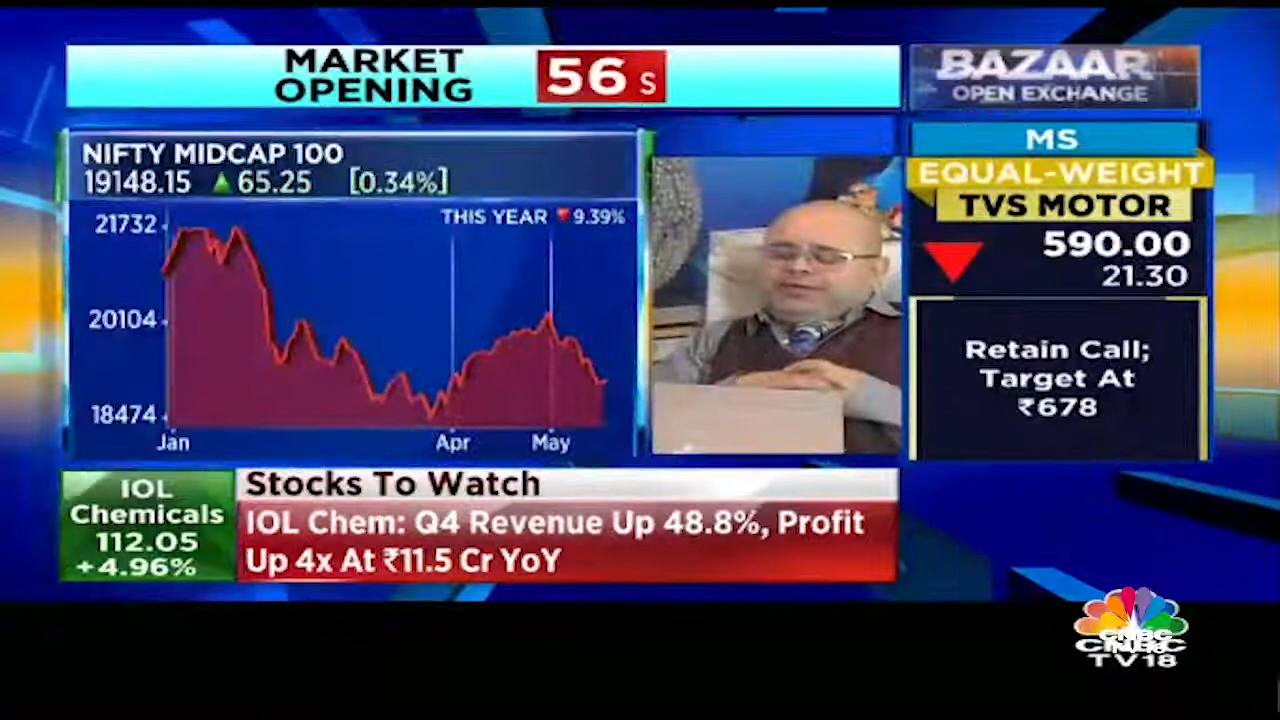 MARKET
OPENING
56 S
BAZAAR
OPEN EXCHANGE
NIFTY MIDCAP 100
19148.15 ▲ 65.25 [0.34%]
THIS YEAR ▼ 9.39%
21732
20104
18474
Jan Apr May
MS
EQUAL-WEIGHT
TVS MOTOR
590.00
21.30
Retain Call;
Target At
₹678
IOL
Chemicals
112.05
+4.96%
Stocks To Watch
IOL Chem: Q4 Revenue Up 48.8%, Profit
Up 4x At ₹11.5 Cr YoY
CNBC
TV18
CNBC
TV18